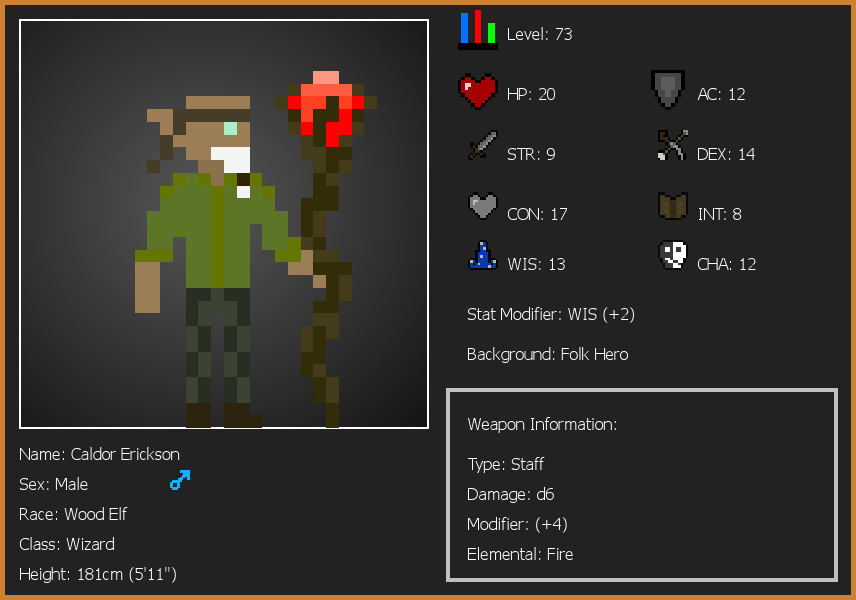 Level: 73
HP: 20
AC: 12
STR: 9
DEX: 14
CON: 17
INT: 8
WIS: 13
CHA: 12
Stat Modifier: WIS (+2)
Background: Folk Hero
Weapon Information:
Type: Staff
Damage: d6
Modifier: (+4)
Elemental: Fire
Name: Caldor Erickson
Sex: Male
Race: Wood Elf
Class: Wizard
Height: 181cm (5'11")